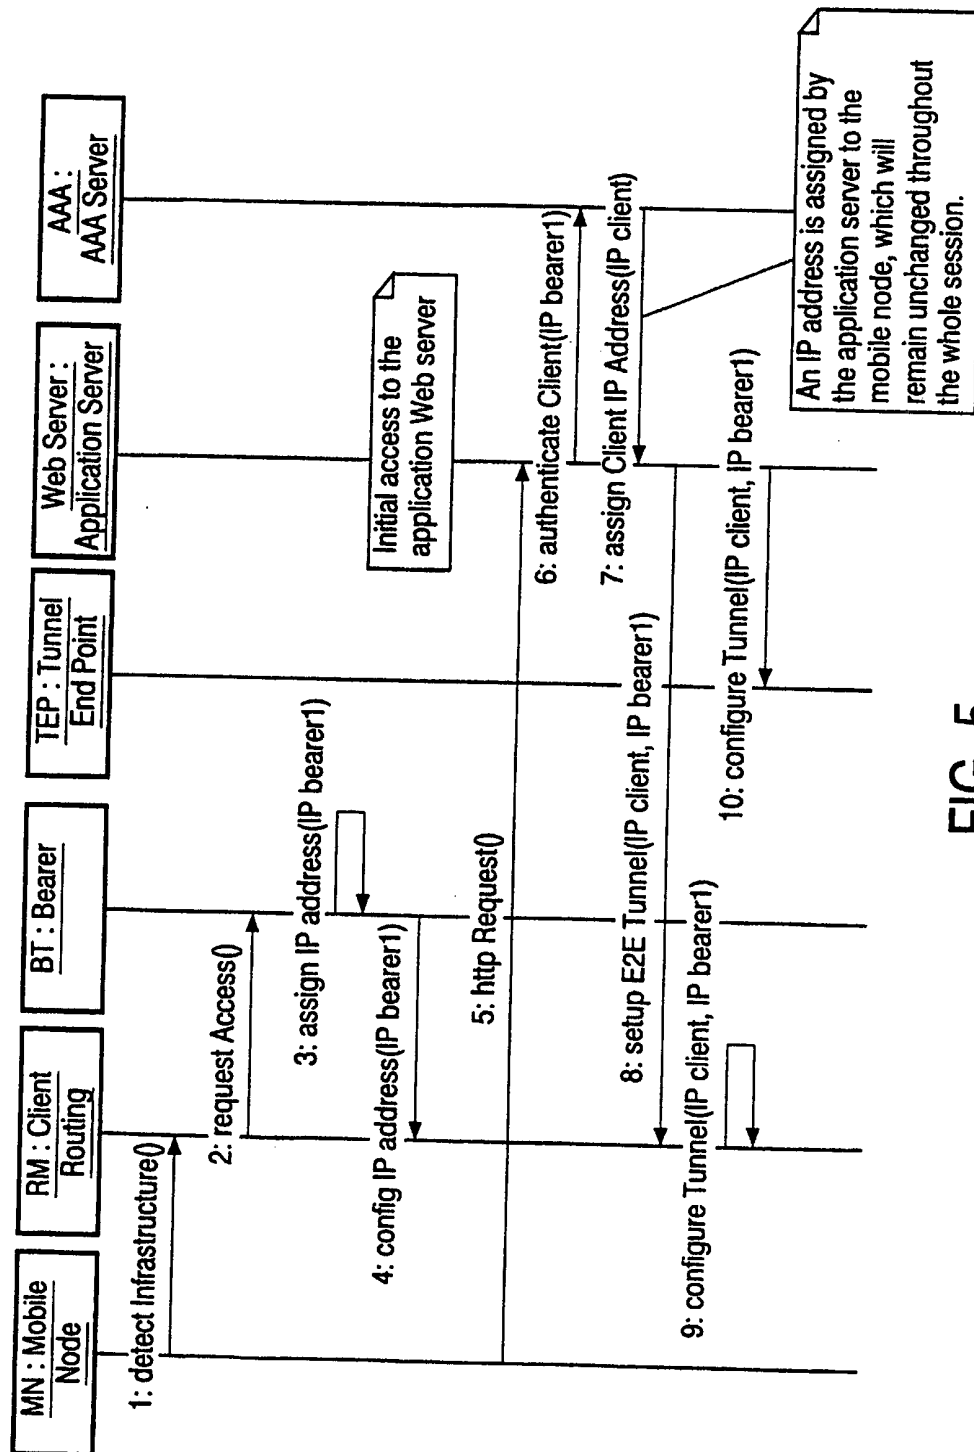 MN : Mobile
Node
RM : Client
Routing
BT : Bearer
TEP : Tunnel
End Point
Web Server :
Application Server
AAA :
AAA Server
1: detect Infrastructure()
2: request Access()
3: assign IP address(IP bearer1)
4: config IP address(IP bearer1)
Initial access to the
application Web server
5: http Request()
6: authenticate Client(IP bearer1)
7: assign Client IP Address(IP client)
8: setup E2E Tunnel(IP client, IP bearer1)
9: configure Tunnel(IP client, IP bearer1)
10: configure Tunnel(IP client, IP bearer1)
An IP address is assigned by
the application server to the
mobile node, which will
remain unchanged throughout
the whole session.
FIG. 5